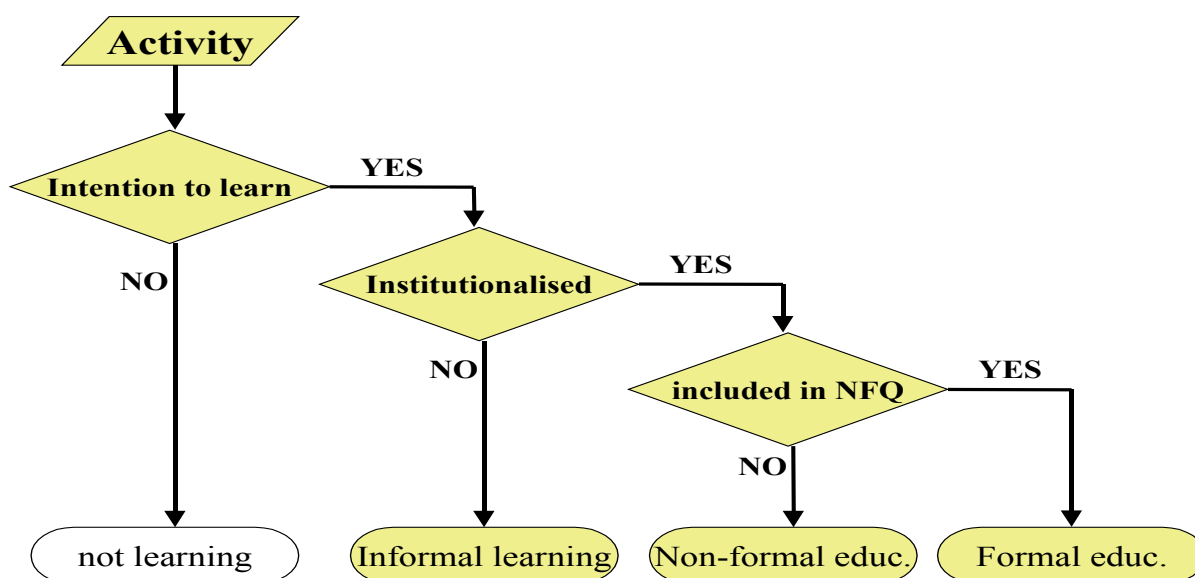 Activity
YES
Intention to learn
YES
NO
Institutionalised
NO
YES
included in NFQ
NO
not learning
Informal learning
Non-formal educ.
Formal educ.